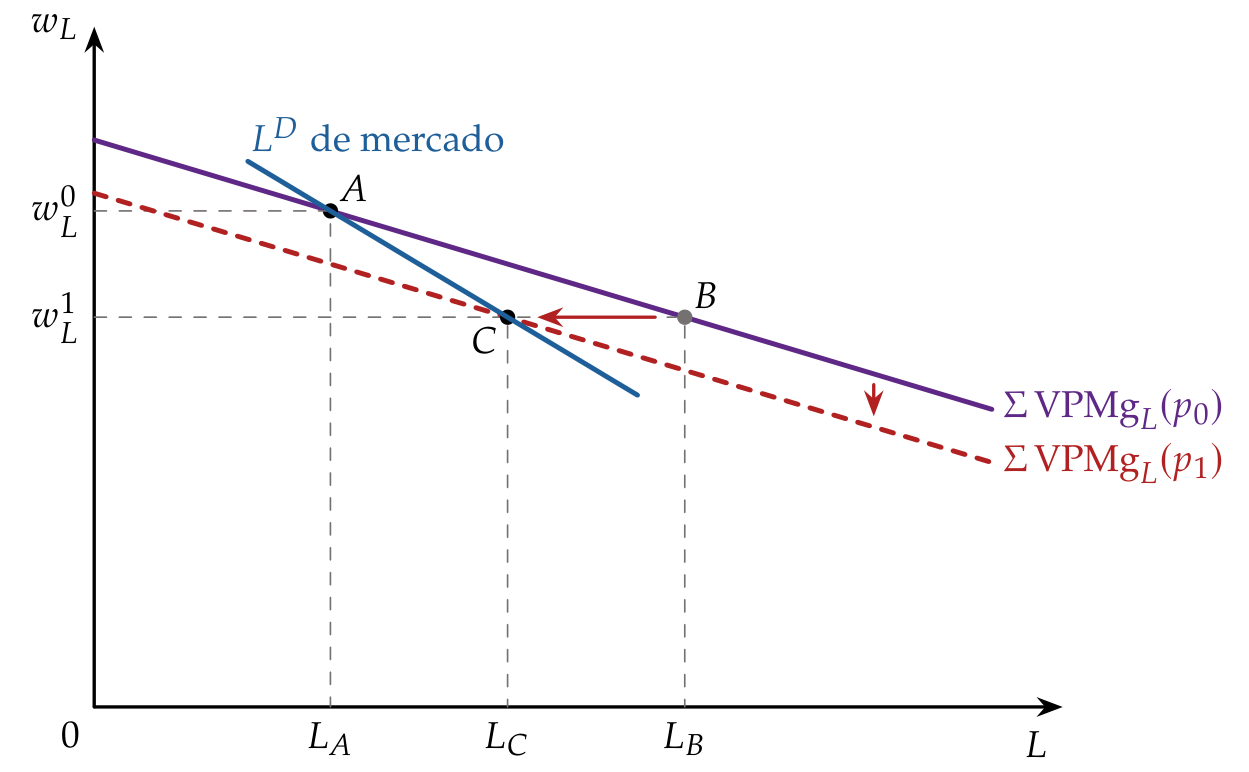 w_L
L^D de mercado
A
w_L^0
B
w_L^1
C
Σ VPMg_L(p_0)
Σ VPMg_L(p_1)
0
L_A
L_C
L_B
L